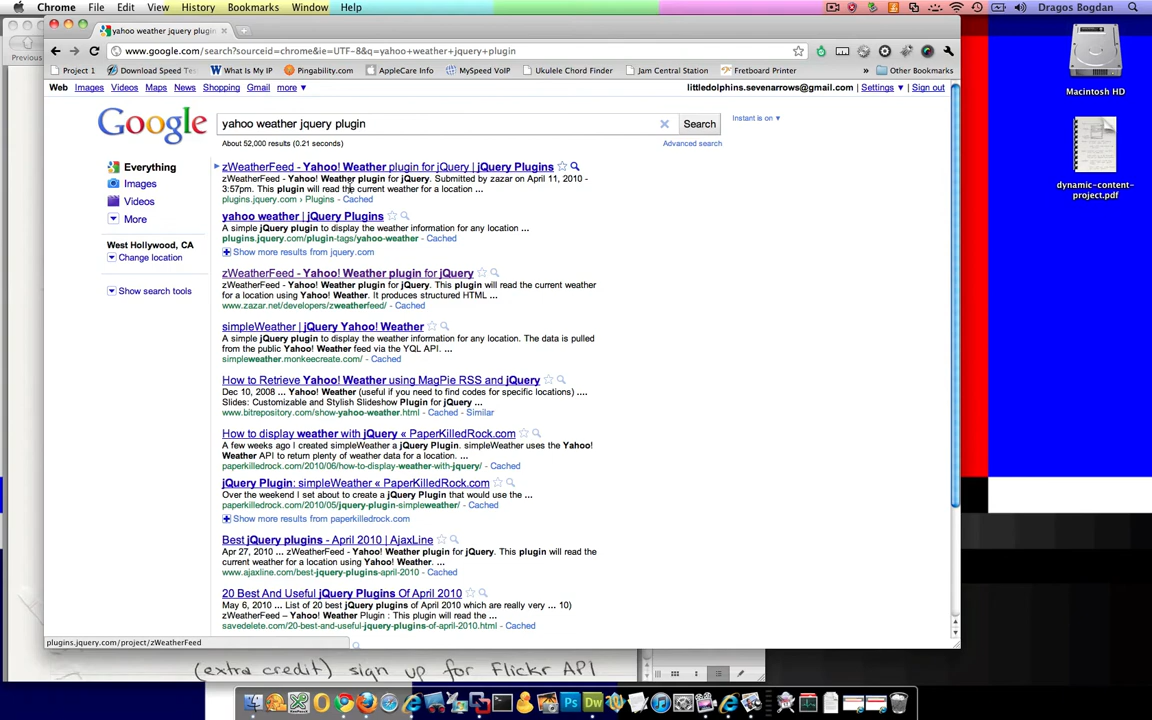 Chrome File Edit View History Bookmarks Window Help Dragos Bogdan
yahoo weather jquery plugin
Previous
www.google.com/search?sourceid=chrome&ie=UTF-8&q=yahoo+weather+jquery+plugin
Project 1 Download Speed Tes What Is My IP Pingability.com AppleCare Info MySpeed VoIP Ukulele Chord Finder Jam Central Station Fretboard Printer » Other Bookmarks
Web Images Videos Maps News Shopping Gmail more ▼ littledolphins.sevenarrows@gmail.com | Settings ▼ | Sign out
Google
yahoo weather jquery plugin
Search
Instant is on ▼
About 52,000 results (0.21 seconds)
Advanced search
Everything
Images
Videos
More
West Hollywood, CA
Change location
Show search tools
zWeatherFeed - Yahoo! Weather plugin for jQuery | jQuery Plugins
zWeatherFeed - Yahoo! Weather plugin for jQuery. Submitted by zazar on April 11, 2010 -
3:57pm. This plugin will read the current weather for a location ...
plugins.jquery.com › Plugins - Cached
yahoo weather | jQuery Plugins
A simple jQuery plugin to display the weather information for any location ...
plugins.jquery.com/plugin-tags/yahoo-weather - Cached
Show more results from jquery.com
zWeatherFeed - Yahoo! Weather plugin for jQuery
zWeatherFeed - Yahoo! Weather plugin for jQuery. This plugin will read the current weather
for a location using Yahoo! Weather. It produces structured HTML ...
www.zazar.net/developers/zweatherfeed/ - Cached
simpleWeather | jQuery Yahoo! Weather
A simple jQuery plugin to display the weather information for any location. The data is pulled
from the public Yahoo! Weather feed via the YQL API. ...
simpleweather.monkeecreate.com/ - Cached
How to Retrieve Yahoo! Weather using MagPie RSS and jQuery
Dec 10, 2008 ... Yahoo! Weather (useful if you need to find codes for specific locations) ....
Slides: Customizable and Stylish Slideshow Plugin for jQuery ...
www.bitrepository.com/show-yahoo-weather.html - Cached - Similar
How to display weather with jQuery « PaperKilledRock.com
A few weeks ago I created simpleWeather a jQuery Plugin. simpleWeather uses the Yahoo!
Weather API to return plenty of weather data for a location. ...
paperkilledrock.com/2010/06/how-to-display-weather-with-jquery/ - Cached
jQuery Plugin: simpleWeather « PaperKilledRock.com
Over the weekend I set about to create a jQuery Plugin that would use the ...
paperkilledrock.com/2010/05/jquery-plugin-simpleweather/ - Cached
Show more results from paperkilledrock.com
Best jQuery plugins - April 2010 | AjaxLine
Apr 27, 2010 ... zWeatherFeed - Yahoo! Weather plugin for jQuery. This plugin will read the
current weather for a location using Yahoo! Weather. ...
www.ajaxline.com/best-jquery-plugins-april-2010 - Cached
20 Best And Useful jQuery Plugins Of April 2010
May 6, 2010 ... List of 20 best jQuery plugins of April 2010 which are really very ... 10)
zWeatherFeed – Yahoo! Weather Plugin : This plugin will read the ...
savedelete.com/20-best-and-useful-jquery-plugins-of-april-2010.html - Cached
plugins.jquery.com/project/zWeatherFeed
(extra credit) sign up for Flickr API
Macintosh HD
dynamic-content-
project.pdf
Ps Dw